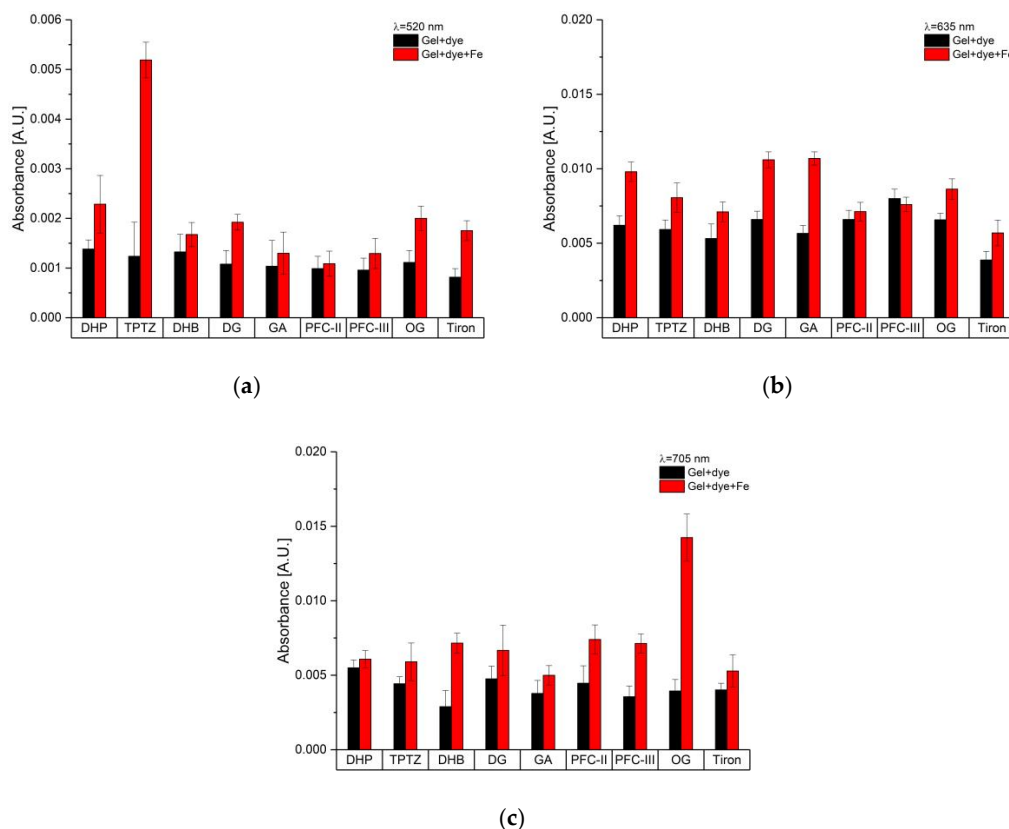 λ=520 nm
Gel+dye
Gel+dye+Fe
Absorbance [A.U.]
0.006
0.005
0.004
0.003
0.002
0.001
0.000
DHP TPTZ DHB DG GA PFC-II PFC-III OG Tiron
(a)
λ=635 nm
Gel+dye
Gel+dye+Fe
Absorbance [A.U.]
0.020
0.015
0.010
0.005
0.000
DHP TPTZ DHB DG GA PFC-II PFC-III OG Tiron
(b)
λ=705 nm
Gel+dye
Gel+dye+Fe
Absorbance [A.U.]
0.020
0.015
0.010
0.005
0.000
DHP TPTZ DHB DG GA PFC-II PFC-III OG Tiron
(c)